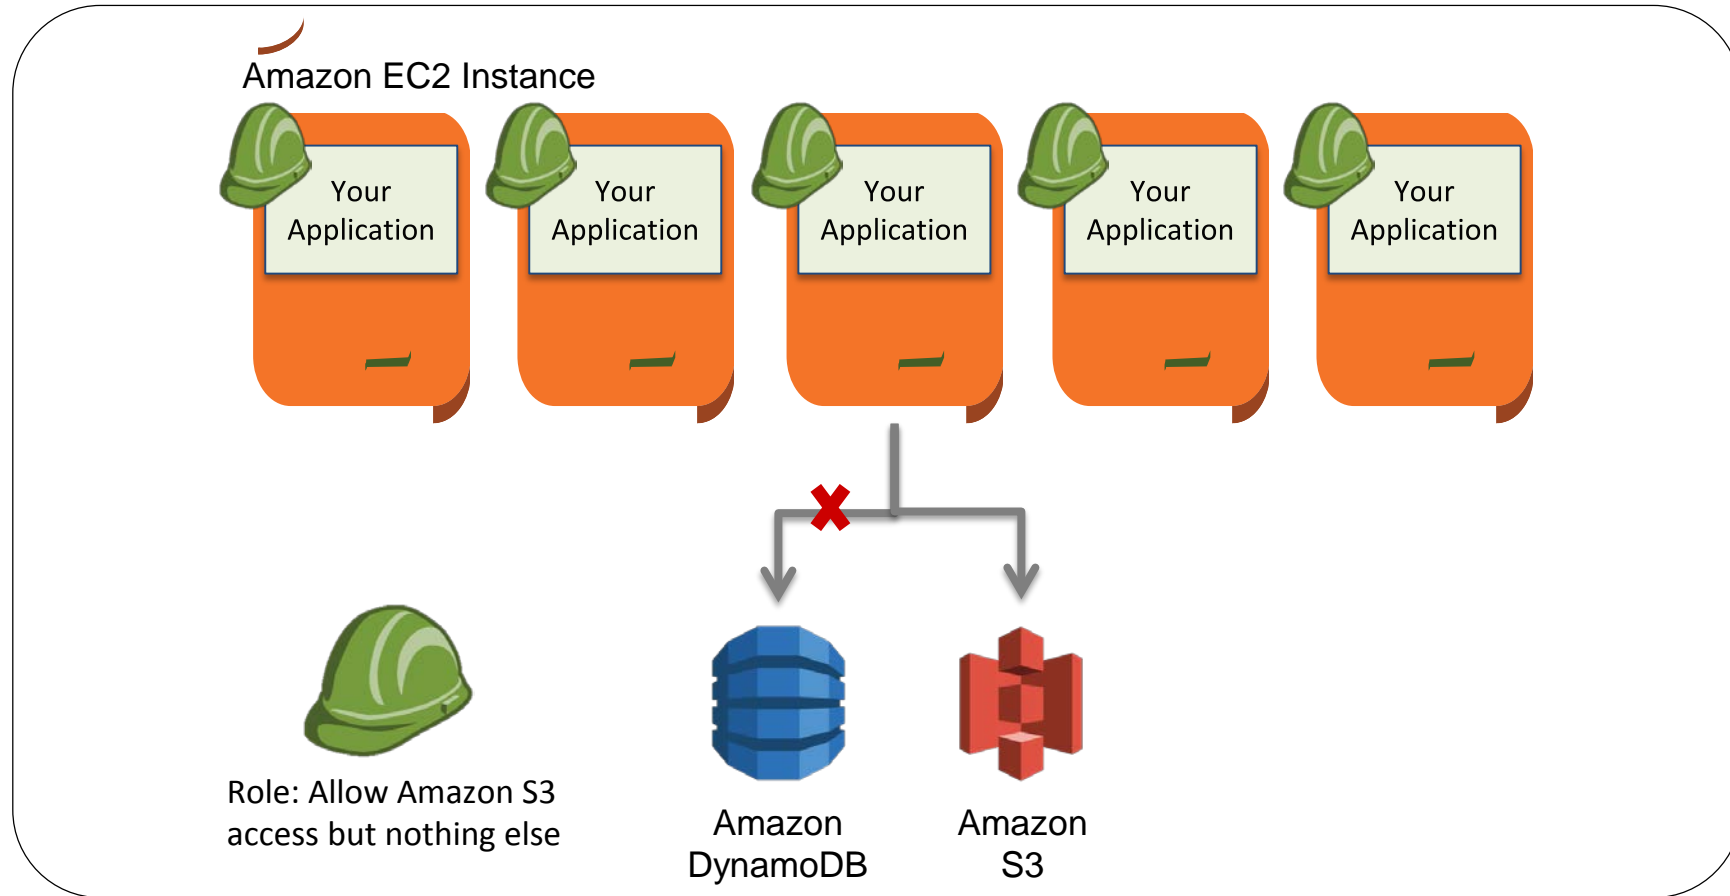 Amazon EC2 Instance
Your
Application
Your
Application
Your
Application
Your
Application
Your
Application
Role: Allow Amazon S3
access but nothing else
Amazon
DynamoDB
Amazon
S3